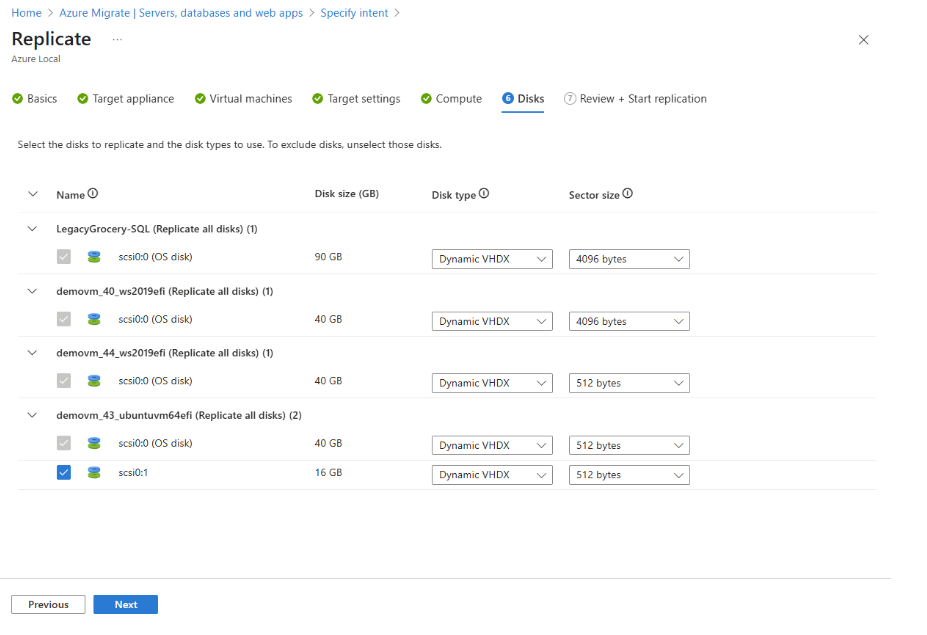 Home > Azure Migrate | Servers, databases and web apps > Specify intent >
Replicate ...
Azure Local
Basics Target appliance Virtual machines Target settings Compute 6 Disks 7 Review + Start replication
Select the disks to replicate and the disk types to use. To exclude disks, unselect those disks.
Name Disk size (GB) Disk type Sector size
LegacyGrocery-SQL (Replicate all disks) (1)
scsi0:0 (OS disk) 90 GB Dynamic VHDX 4096 bytes
demovm_40_ws2019efi (Replicate all disks) (1)
scsi0:0 (OS disk) 40 GB Dynamic VHDX 4096 bytes
demovm_44_ws2019efi (Replicate all disks) (1)
scsi0:0 (OS disk) 40 GB Dynamic VHDX 512 bytes
demovm_43_ubuntuvm64efi (Replicate all disks) (2)
scsi0:0 (OS disk) 40 GB Dynamic VHDX 512 bytes
scsi0:1 16 GB Dynamic VHDX 512 bytes
Previous Next